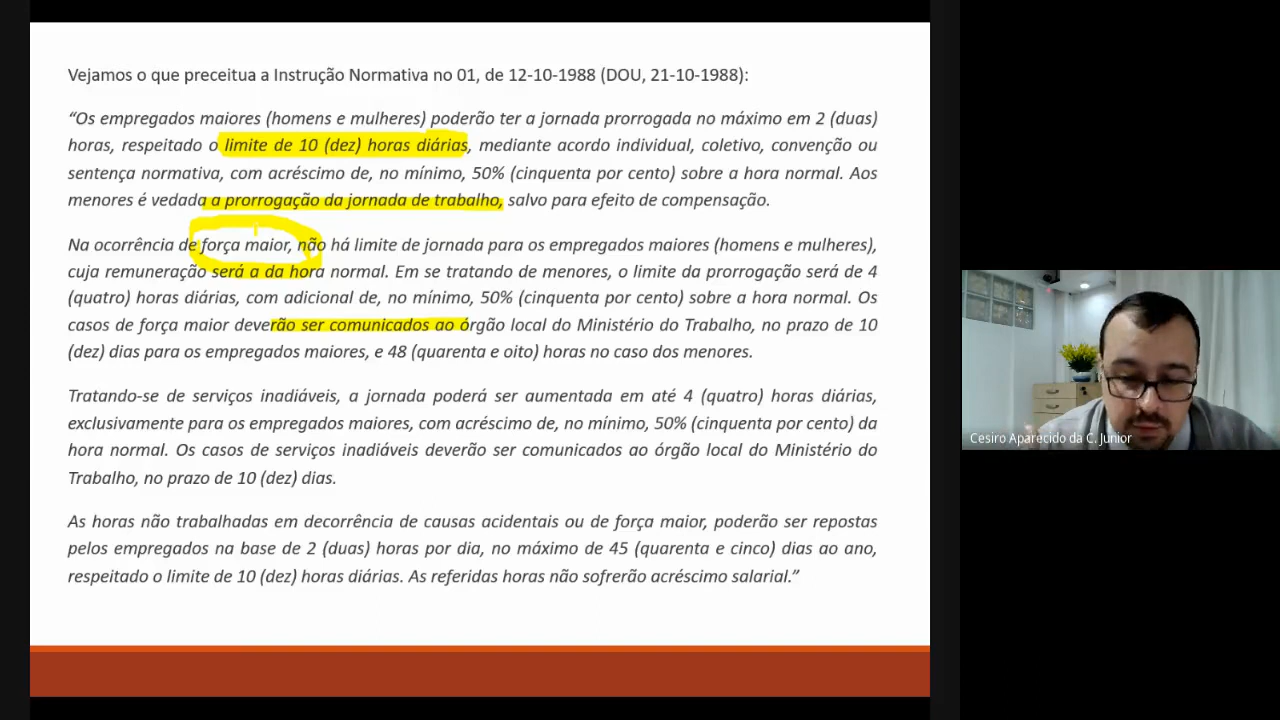 Vejamos o que preceitua a Instrução Normativa no 01, de 12-10-1988 (DOU, 21-10-1988):
“Os empregados maiores (homens e mulheres) poderão ter a jornada prorrogada no máximo em 2 (duas)
horas, respeitado o limite de 10 (dez) horas diárias, mediante acordo individual, coletivo, convenção ou
sentença normativa, com acréscimo de, no mínimo, 50% (cinquenta por cento) sobre a hora normal. Aos
menores é vedada a prorrogação da jornada de trabalho, salvo para efeito de compensação.
Na ocorrência de força maior, não há limite de jornada para os empregados maiores (homens e mulheres),
cuja remuneração será a da hora normal. Em se tratando de menores, o limite da prorrogação será de 4
(quatro) horas diárias, com adicional de, no mínimo, 50% (cinquenta por cento) sobre a hora normal. Os
casos de força maior deverão ser comunicados ao órgão local do Ministério do Trabalho, no prazo de 10
(dez) dias para os empregados maiores, e 48 (quarenta e oito) horas no caso dos menores.
Tratando-se de serviços inadiáveis, a jornada poderá ser aumentada em até 4 (quatro) horas diárias,
exclusivamente para os empregados maiores, com acréscimo de, no mínimo, 50% (cinquenta por cento) da
hora normal. Os casos de serviços inadiáveis deverão ser comunicados ao órgão local do Ministério do
Trabalho, no prazo de 10 (dez) dias.
As horas não trabalhadas em decorrência de causas acidentais ou de força maior, poderão ser repostas
pelos empregados na base de 2 (duas) horas por dia, no máximo de 45 (quarenta e cinco) dias ao ano,
respeitado o limite de 10 (dez) horas diárias. As referidas horas não sofrerão acréscimo salarial.”
Cesiro Aparecido da C. Junior